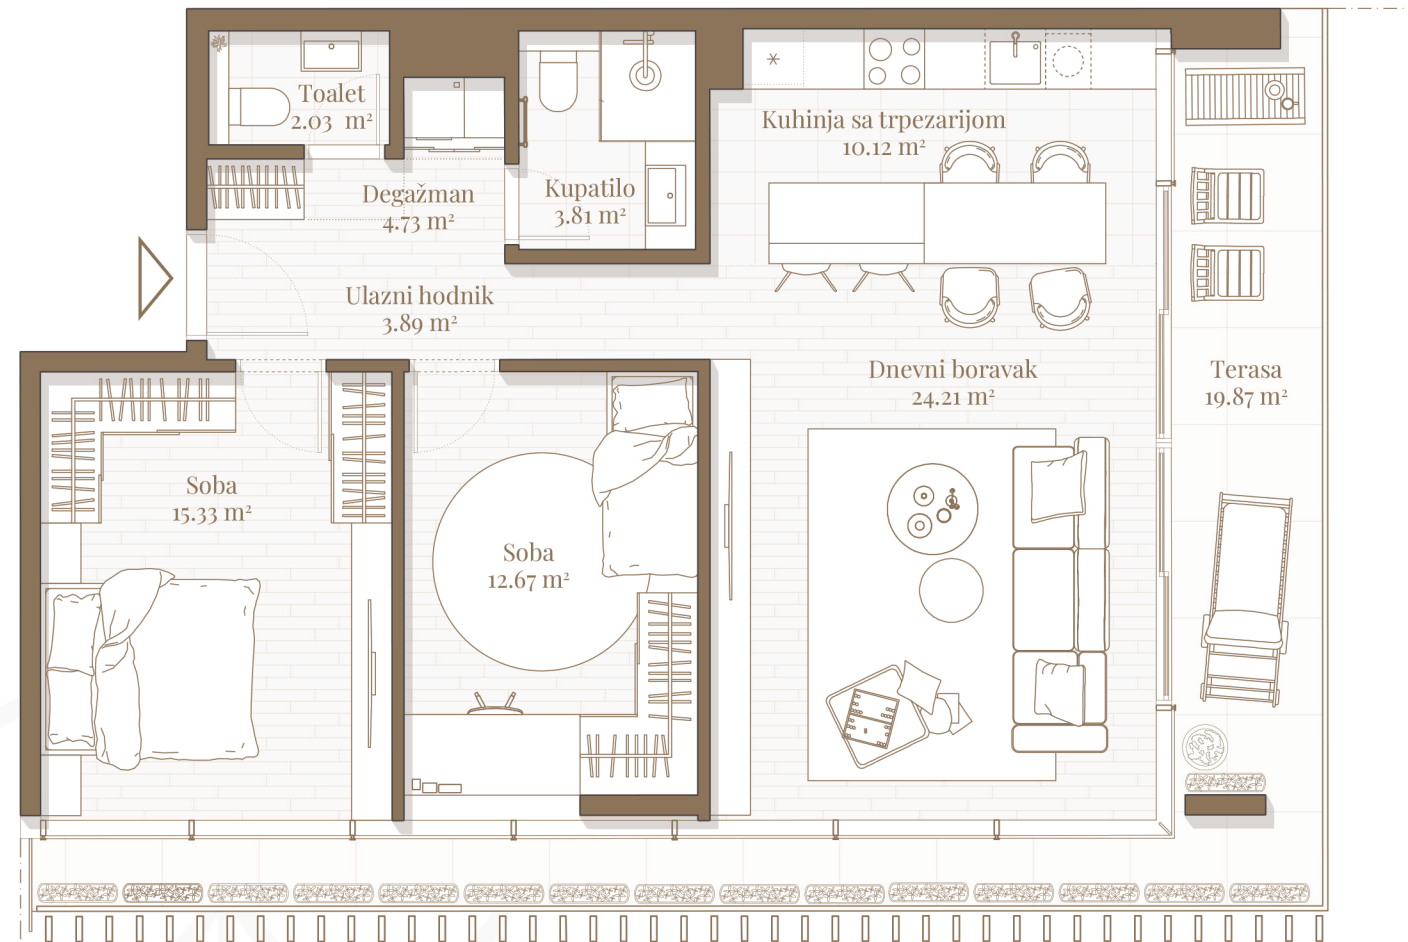 Toalet
2.03 m²
Kuhinja sa trpezarijom
10.12 m²
Degažman
4.73 m²
Kupatilo
3.81 m²
Ulazni hodnik
3.89 m²
Dnevni boravak
24.21 m²
Terasa
19.87 m²
Soba
15.33 m²
Soba
12.67 m²